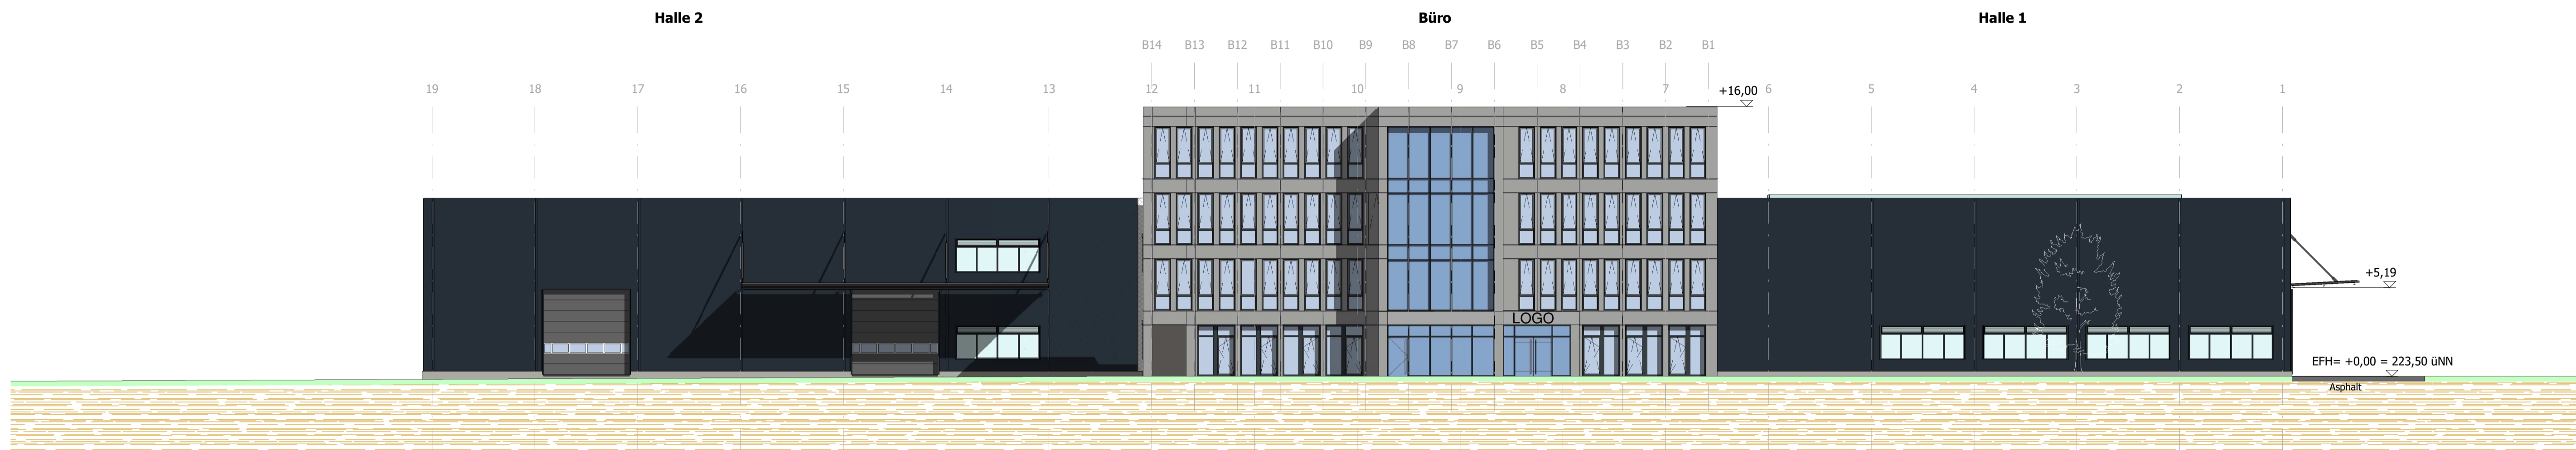 Halle 2 Büro Halle 1
B14 B13 B12 B11 B10 B9 B8 B7 B6 B5 B4 B3 B2 B1
19 18 17 16 15 14 13 12 11 10 9 8 7 +16,00 6 5 4 3 2 1
+5,19
LOGO
EFH= +0,00 = 223,50 üNN
Asphalt